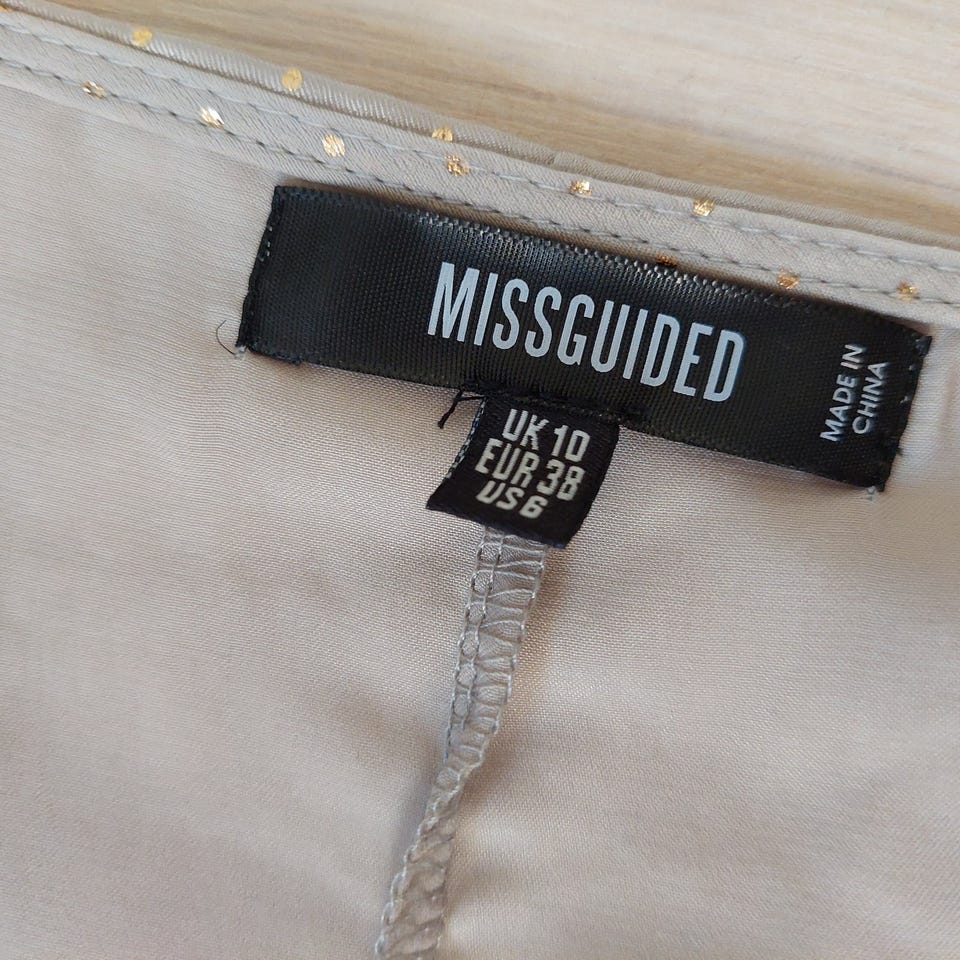 MISSGUIDED
MADE IN
CHINA
UK 10
EUR 38
US 6